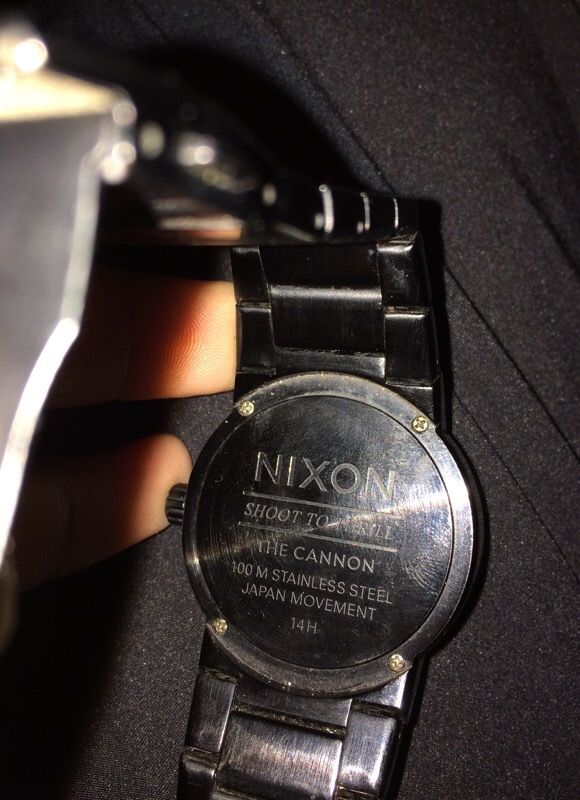 NIXON
SHOOT TO
THE CANNON
100 M STAINLESS STEEL
JAPAN MOVEMENT
14H